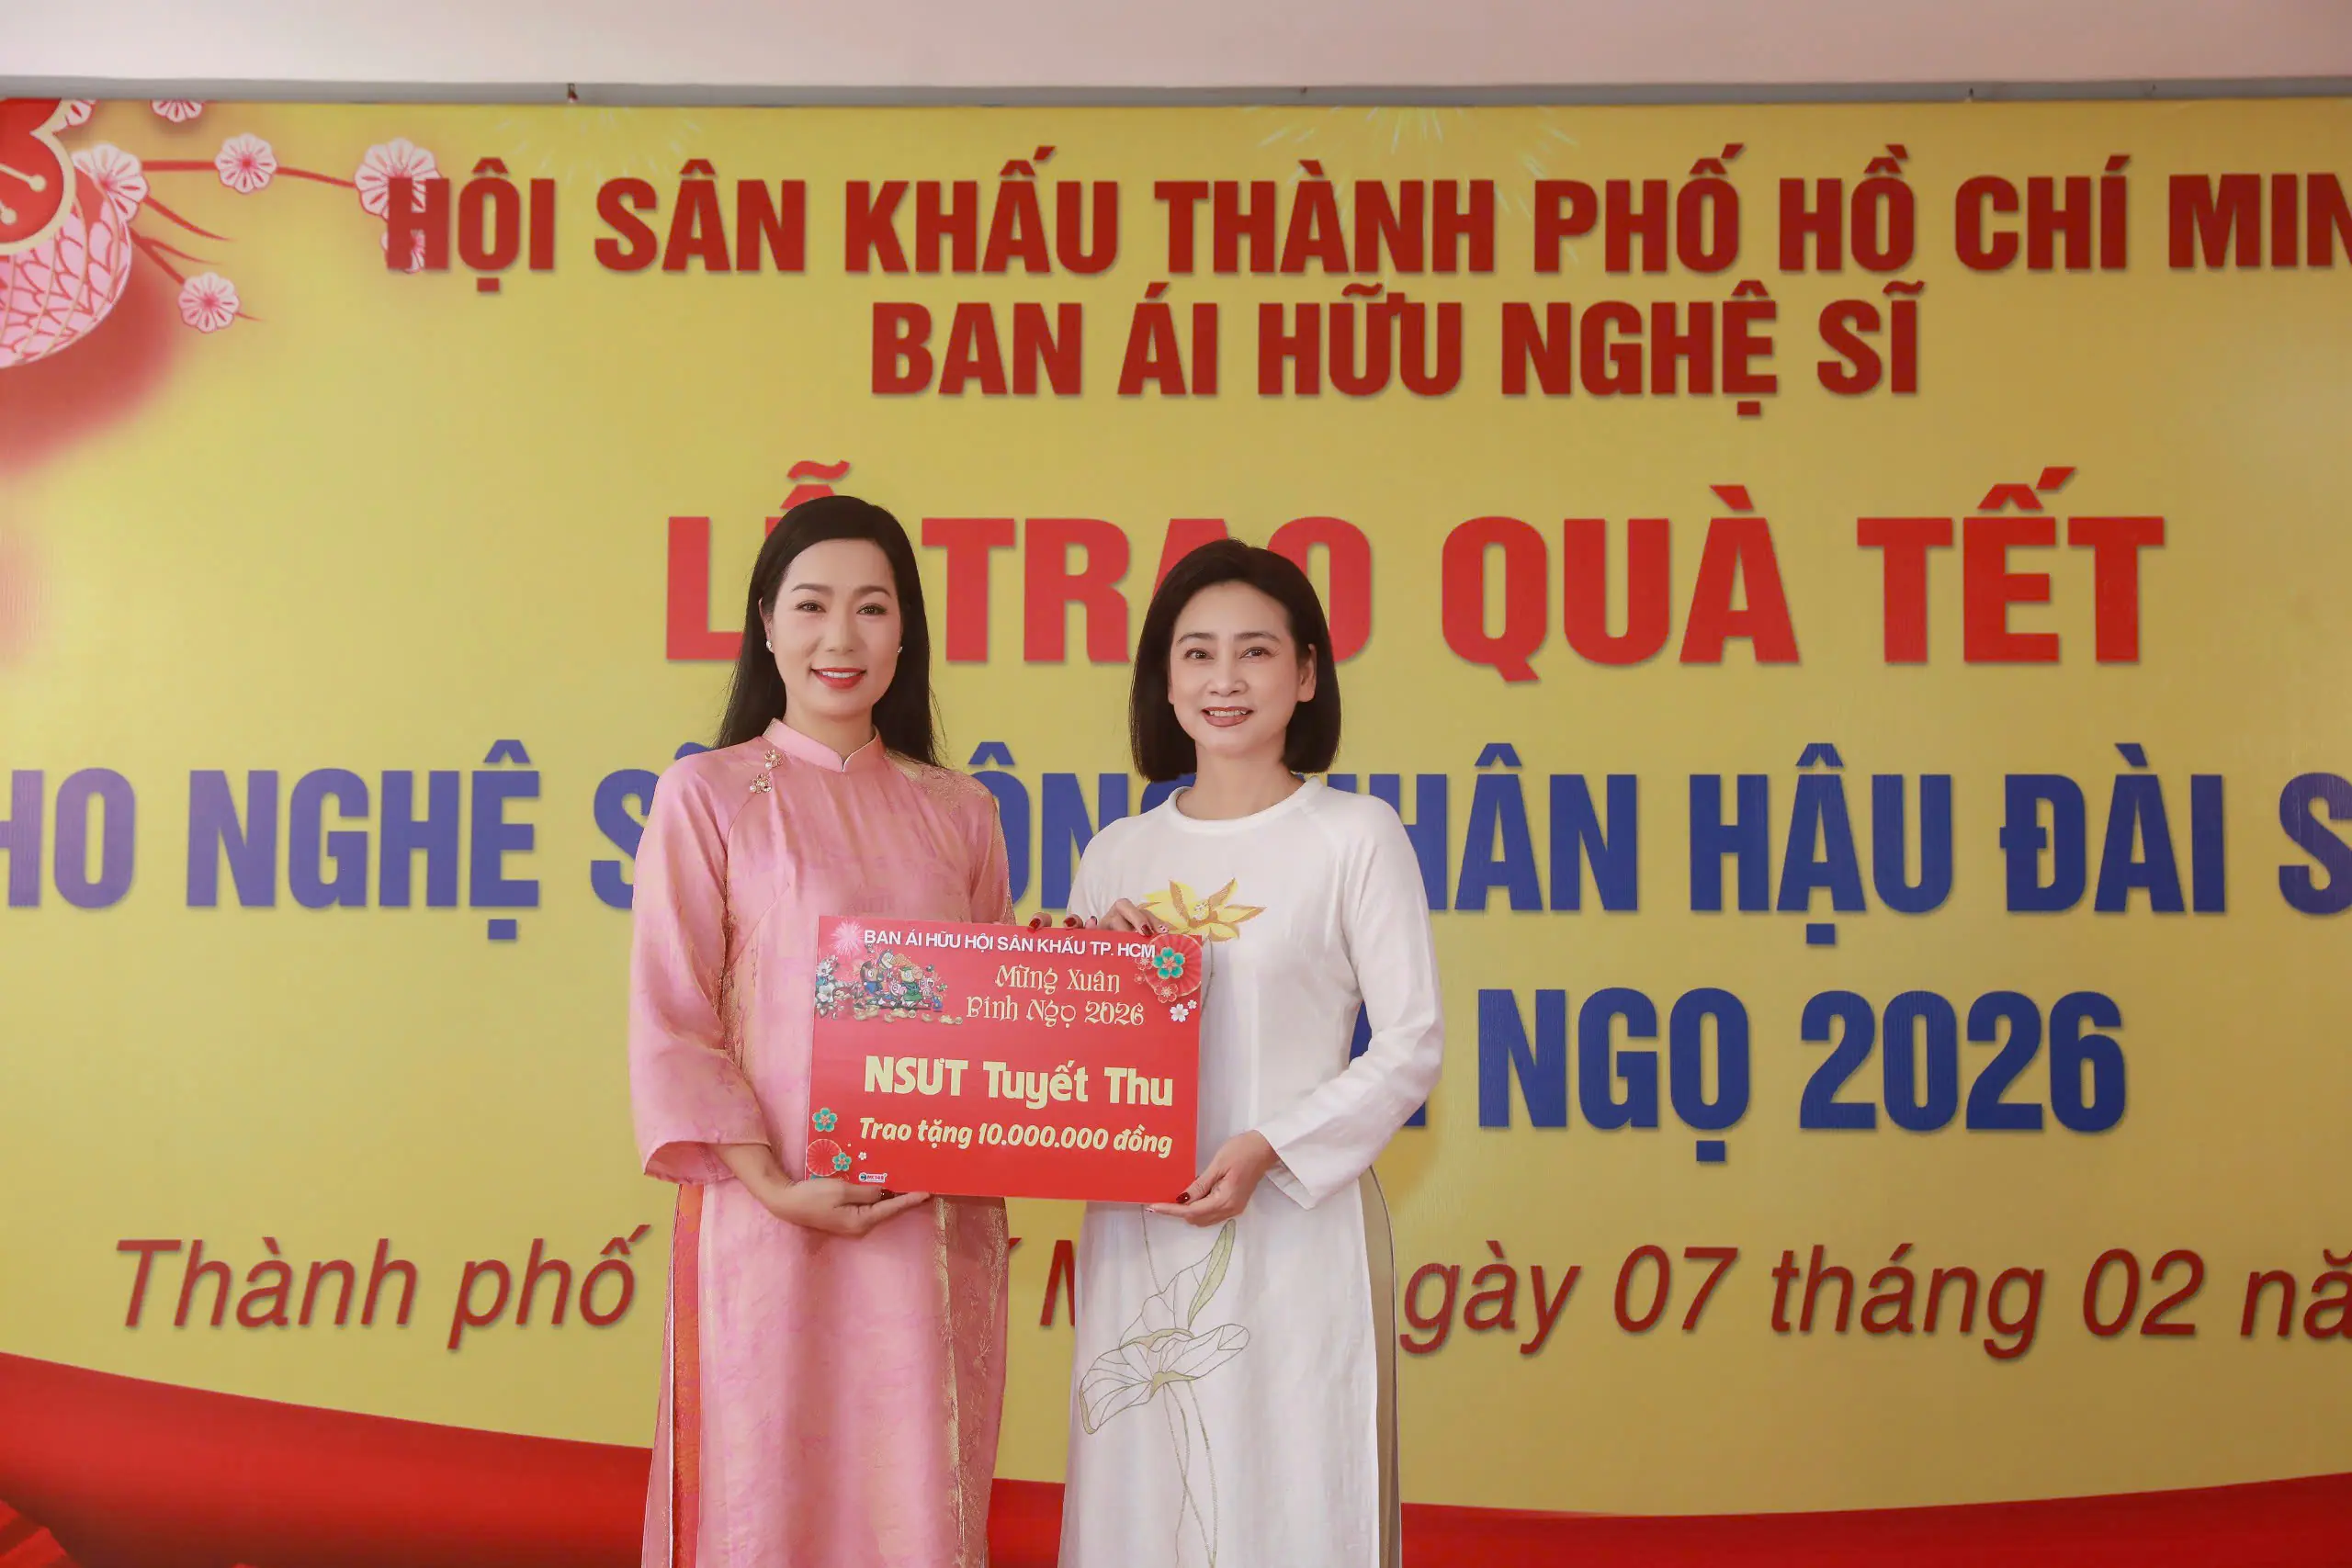 HỘI SÂN KHẤU THÀNH PHỐ HỒ CHÍ MIN
BAN ÁI HỮU NGHỆ SĨ
LỄ TRAO QUÀ TẾT
HO NGHỆ S ÔNG NHÂN HẬU ĐÀI S
NGỌ 2026
Thành phố Í M gày 07 tháng 02 nă
BAN ÁI HỮU HỘI SÂN KHẤU TP. HCM
Mừng Xuân
Bính Ngọ 2026
NSƯT Tuyết Thu
Trao tặng 10.000.000 đồng